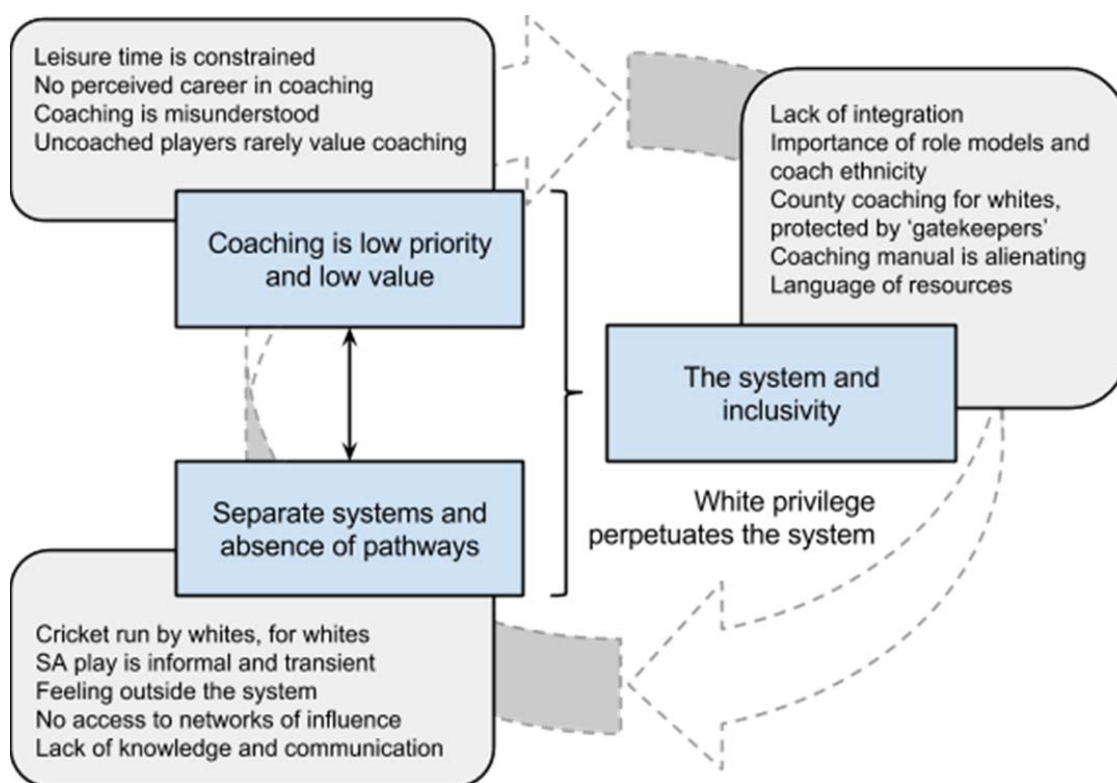 Leisure time is constrained
No perceived career in coaching
Coaching is misunderstood
Uncoached players rarely value coaching
Coaching is low priority
and low value
Lack of integration
Importance of role models and
coach ethnicity
County coaching for whites,
protected by ‘gatekeepers’
Coaching manual is alienating
Language of resources
The system and
inclusivity
White privilege
perpetuates the system
Separate systems and
absence of pathways
Cricket run by whites, for whites
SA play is informal and transient
Feeling outside the system
No access to networks of influence
Lack of knowledge and communication